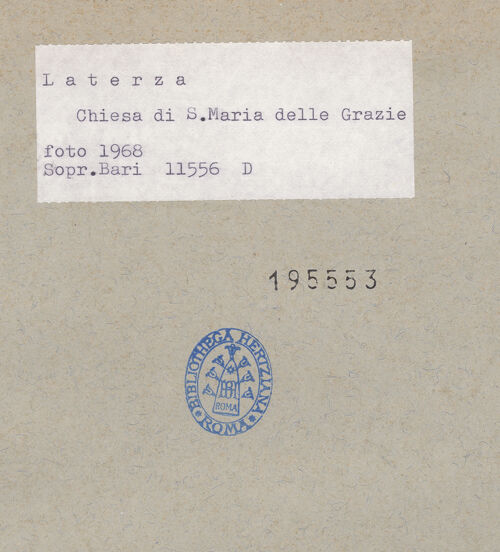 Laterza
Chiesa di S.Maria delle Grazie
foto 1968
Sopr.Bari 11556 D
195553
BIBLIOTHECA HERTZIANA
ROMA
ROMA